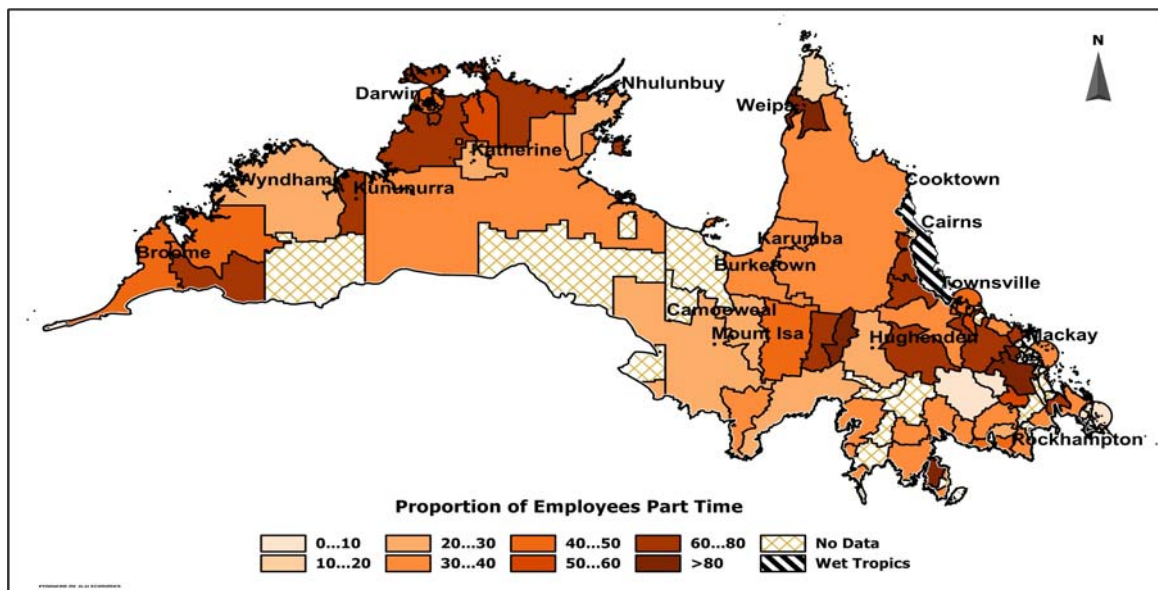 N
Nhulunbuy
Darwin
Weipa
Katherine
Wyndham
Kununurra
Cooktown
Cairns
Broome
Karumba
Burketown
Townsville
Camooweal
Mount Isa
Hughenden
Mackay
Rockhampton
Proportion of Employees Part Time
0...10 20...30 40...50 60...80 No Data
10...20 30...40 50...60 >80 Wet Tropics